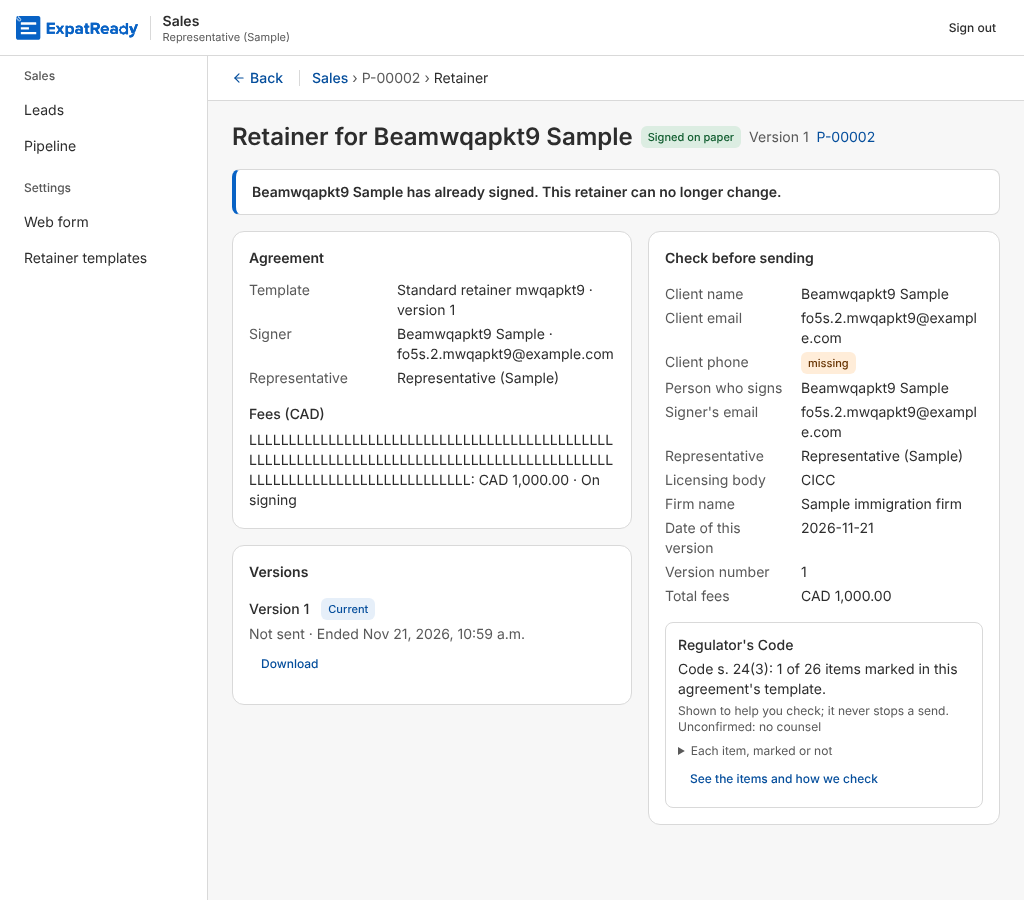 ExpatReady
Sales
Representative (Sample)
Sign out
Sales
Leads
Pipeline
Settings
Web form
Retainer templates
← Back
Sales › P-00002 › Retainer
Retainer for Beamwqapkt9 Sample Signed on paper Version 1 P-00002
Beamwqapkt9 Sample has already signed. This retainer can no longer change.
Agreement
Template Standard retainer mwqapkt9 ·
version 1
Signer Beamwqapkt9 Sample ·
fo5s.2.mwqapkt9@example.com
Representative Representative (Sample)
Fees (CAD)
LLLLLLLLLLLLLLLLLLLLLLLLLLLLLLLLLLLLLLLLLLLLLL
LLLLLLLLLLLLLLLLLLLLLLLLLLLLLLLLLLLLLLLLLLLLLL
LLLLLLLLLLLLLLLLLLLLLLLLLLLL: CAD 1,000.00 · On
signing
Versions
Version 1 Current
Not sent · Ended Nov 21, 2026, 10:59 a.m.
Download
Check before sending
Client name Beamwqapkt9 Sample
Client email fo5s.2.mwqapkt9@exampl
e.com
Client phone missing
Person who signs Beamwqapkt9 Sample
Signer's email fo5s.2.mwqapkt9@exampl
e.com
Representative Representative (Sample)
Licensing body CICC
Firm name Sample immigration firm
Date of this 2026-11-21
version
Version number 1
Total fees CAD 1,000.00
Regulator's Code
Code s. 24(3): 1 of 26 items marked in this
agreement's template.
Shown to help you check; it never stops a send.
Unconfirmed: no counsel
▶ Each item, marked or not
See the items and how we check